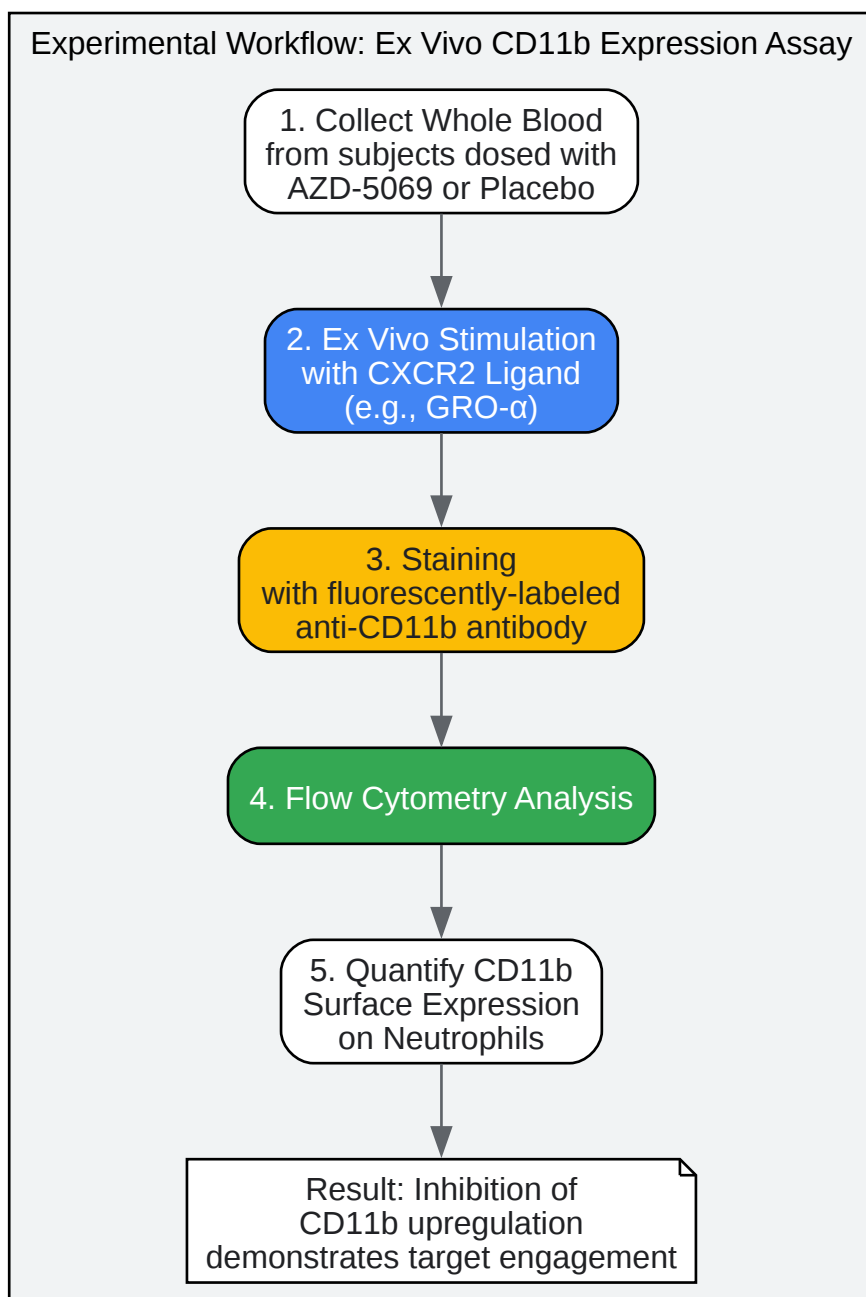 Experimental Workflow: Ex Vivo CD11b Expression Assay
1. Collect Whole Blood
from subjects dosed with
AZD-5069 or Placebo
2. Ex Vivo Stimulation
with CXCR2 Ligand
(e.g., GRO-α)
3. Staining
with fluorescently-labeled
anti-CD11b antibody
4. Flow Cytometry Analysis
5. Quantify CD11b
Surface Expression
on Neutrophils
Result: Inhibition of
CD11b upregulation
demonstrates target engagement